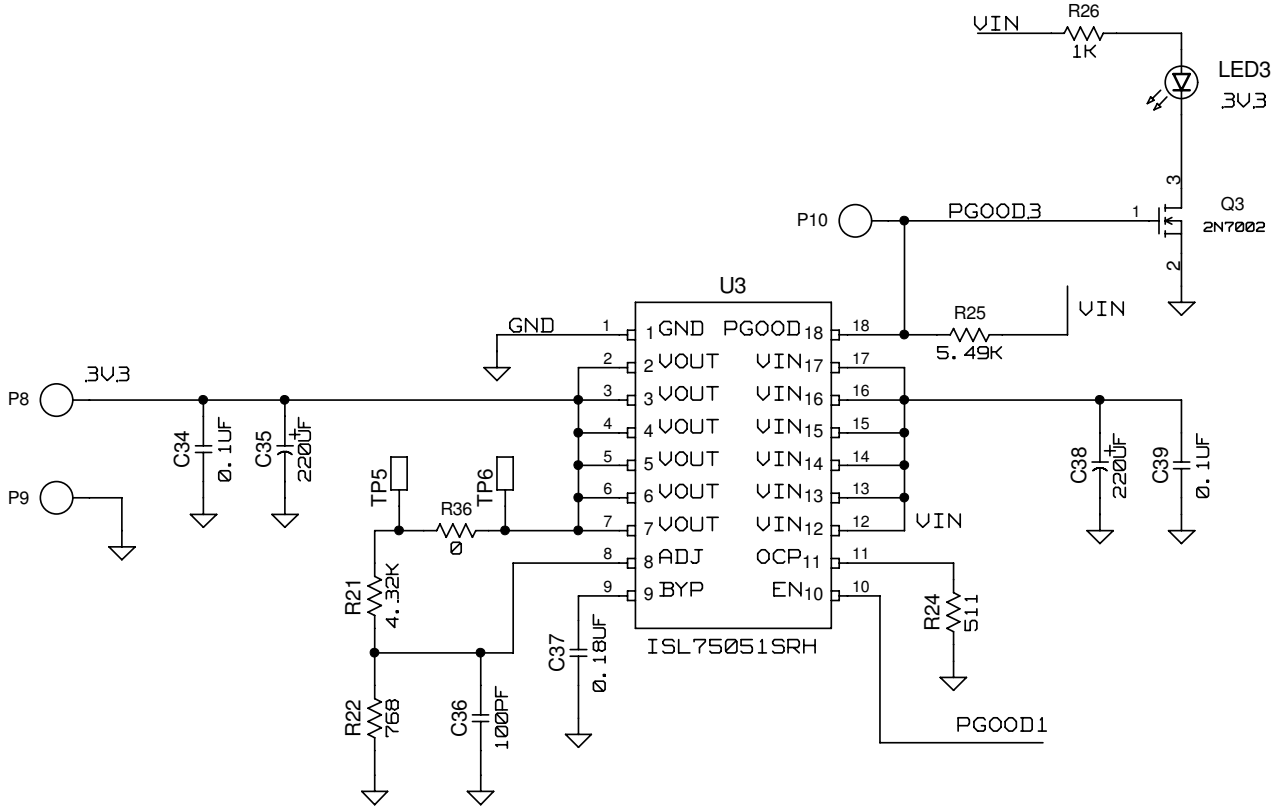 VIN
R26
1K
LED3
3V3
3
Q3
2N7002
P10
PGOOD3
1
2
U3
GND
1
1 GND
PGOOD 18
18
R25
5.49K
VIN
2
2 VOUT
VIN 17
17
P8
3V3
3
3 VOUT
VIN 16
16
C34
0.1UF
C35
+
220UF
4
4 VOUT
VIN 15
15
C38
+
220UF
C39
0.1UF
5
5 VOUT
VIN 14
14
P9
TP5
TP6
6
6 VOUT
VIN 13
13
R36
0
7
7 VOUT
VIN 12
12
VIN
8
8 ADJ
OCP 11
11
R21
4.32K
9
9 BYP
EN 10
10
R24
511
C37
0.18UF
ISL75051SRH
R22
768
C36
100PF
PGOOD1